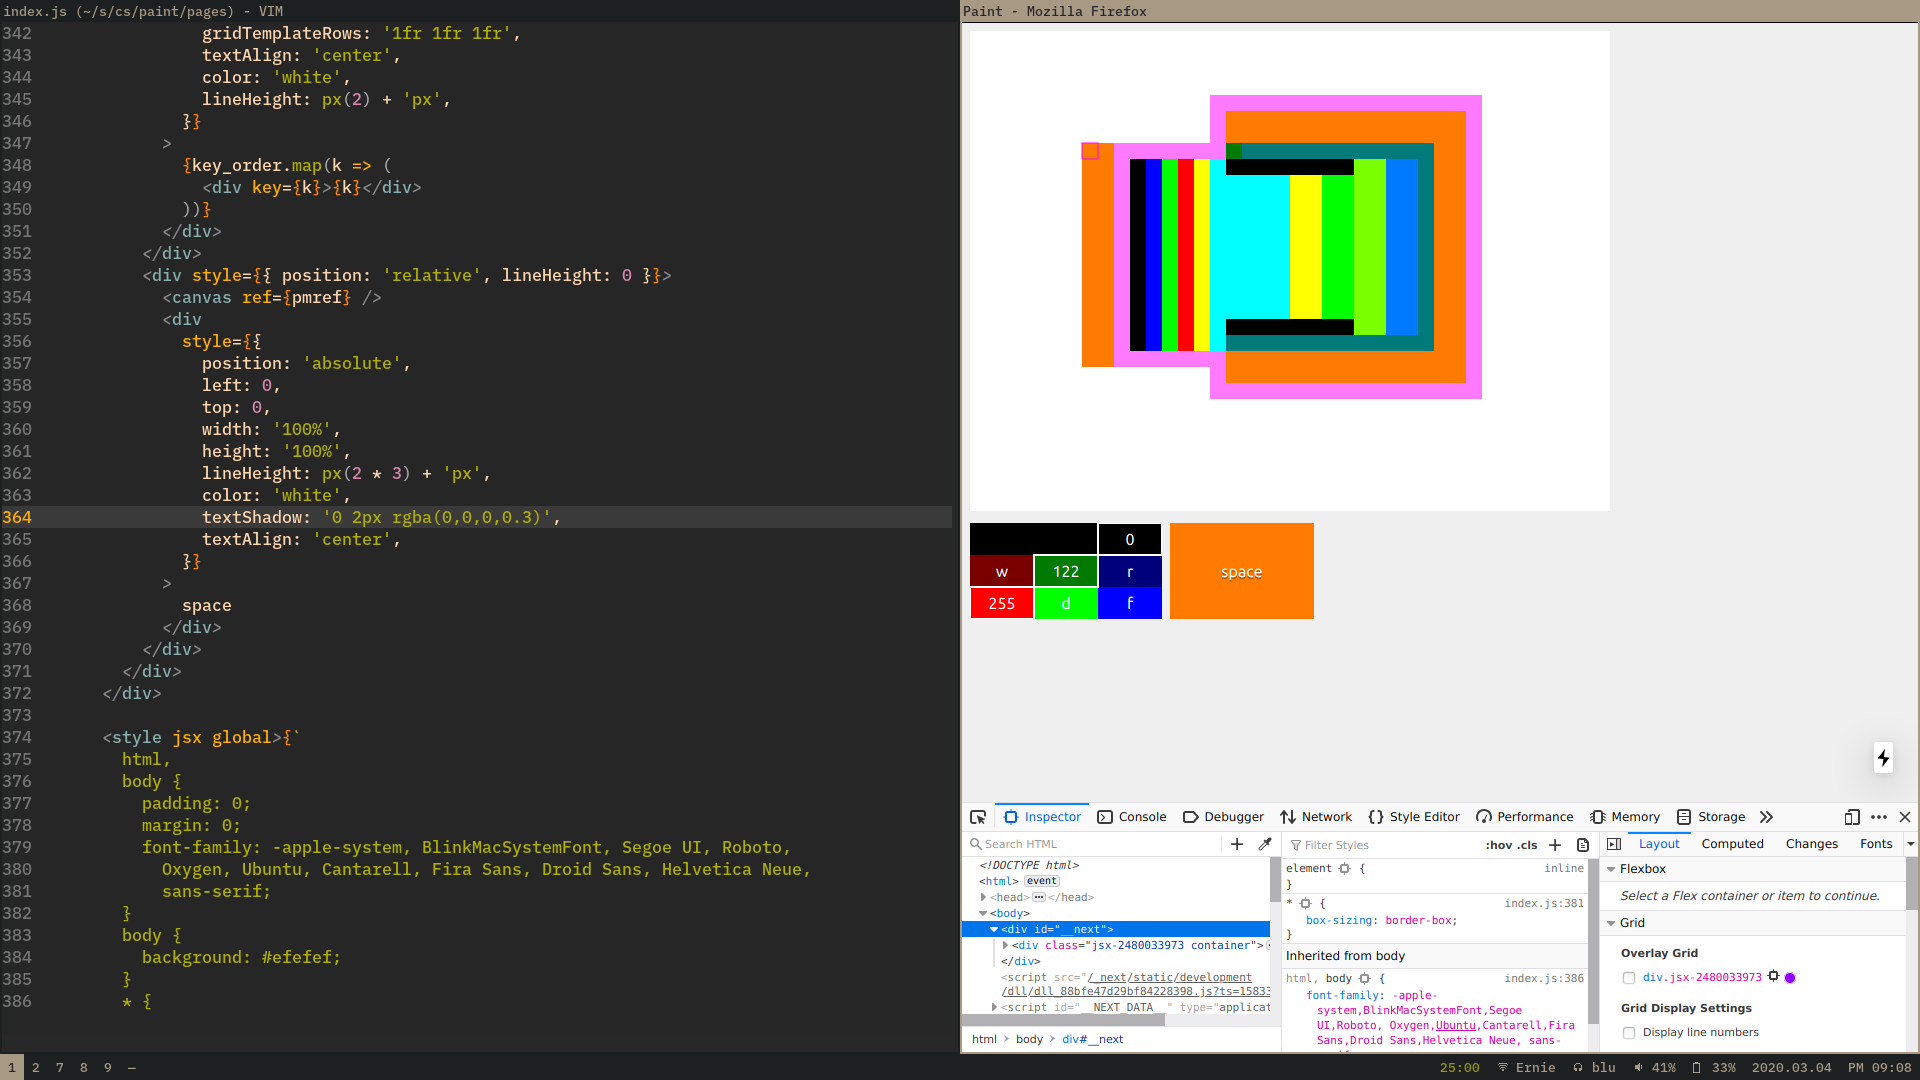 index.js (~/s/cs/paint/pages) - VIM
342 gridTemplateRows: '1fr 1fr 1fr',
343 textAlign: 'center',
344 color: 'white',
345 lineHeight: px(2) + 'px',
346 }}
347 >
348 {key_order.map(k => (
349 <div key={k}>{k}</div>
350 ))}
351 </div>
352 </div>
353 <div style={{ position: 'relative', lineHeight: 0 }}>
354 <canvas ref={pmref} />
355 <div
356 style={{
357 position: 'absolute',
358 left: 0,
359 top: 0,
360 width: '100%',
361 height: '100%',
362 lineHeight: px(2 * 3) + 'px',
363 color: 'white',
364 textShadow: '0 2px rgba(0,0,0,0.3)',
365 textAlign: 'center',
366 }}
367 >
368 space
369 </div>
370 </div>
371 </div>
372 </div>
373
374 <style jsx global>{`
375 html,
376 body {
377 padding: 0;
378 margin: 0;
379 font-family: -apple-system, BlinkMacSystemFont, Segoe UI, Roboto,
380 Oxygen, Ubuntu, Cantarell, Fira Sans, Droid Sans, Helvetica Neue,
381 sans-serif;
382 }
383 body {
384 background: #efefef;
385 }
386 * {
Paint - Mozilla Firefox
0
w 122 r
255 d f
space
Inspector Console Debugger Network Style Editor Performance Memory Storage
Search HTML
<!DOCTYPE html>
<html> event
<head> </head>
<body>
<div id="__next">
<div class="jsx-2480033973 container">
</div>
<script src="/_next/static/development
/dll/dll_88bfe47d29bf84228398.js?ts=15833
<script id="__NEXT_DATA__" type="applicat
html > body > div#__next
Filter Styles :hov .cls +
element { inline
}
* { index.js:381
box-sizing: border-box;
}
Inherited from body
html, body { index.js:386
font-family: -apple-
system,BlinkMacSystemFont,Segoe
UI,Roboto, Oxygen,Ubuntu,Cantarell,Fira
Sans,Droid Sans,Helvetica Neue, sans-
Layout Computed Changes Fonts
Flexbox
Select a Flex container or item to continue.
Grid
Overlay Grid
div.jsx-2480033973
Grid Display Settings
Display line numbers
1 2 7 8 9 —
25:00 Ernie blu 41% 33% 2020.03.04 PM 09:08